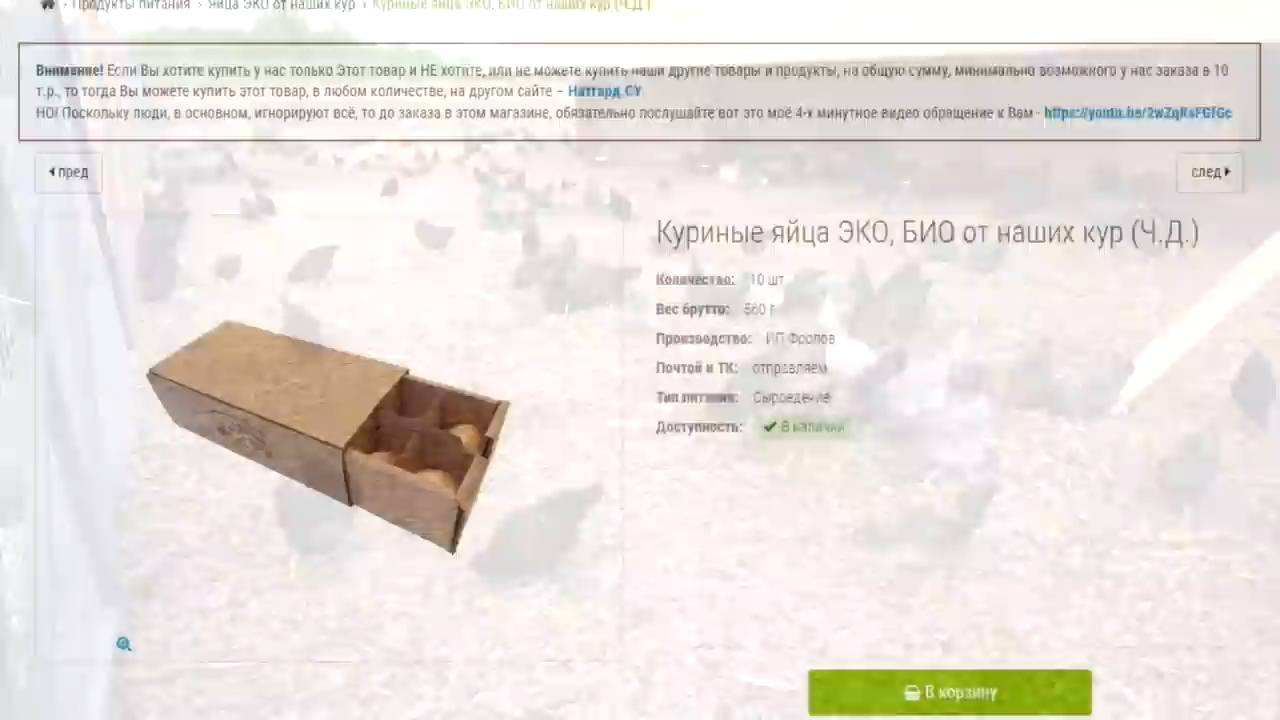 Продукты питания › Яйца ЭКО от наших кур › Куриные яйца ЭКО, БИО от наших кур (Ч.Д.)
Внимание! Если Вы хотите купить у нас только Этот товар и НЕ хотите, или не можете купить наши другие товары и продукты, на общую сумму, минимально возможного у нас заказа в 10
т.р., то тогда Вы можете купить этот товар, в любом количестве, на другом сайте –
НО! Поскольку люди, в основном, игнорируют всё, то до заказа в этом магазине, обязательно послушайте вот это моё 4-х минутное видео обращение к Вам -
пред
след
Куриные яйца ЭКО, БИО от наших кур (Ч.Д.)
Количество: 10 шт
Вес брутто: 560 г
Производство: ИП Фролов
Почтой и ТК: отправляем
Тип питания: Сыроедение
Доступность: В наличии
В корзину